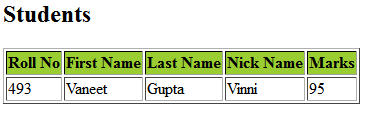 Students
Roll No First Name Last Name Nick Name Marks
493 Vaneet Gupta Vinni 95